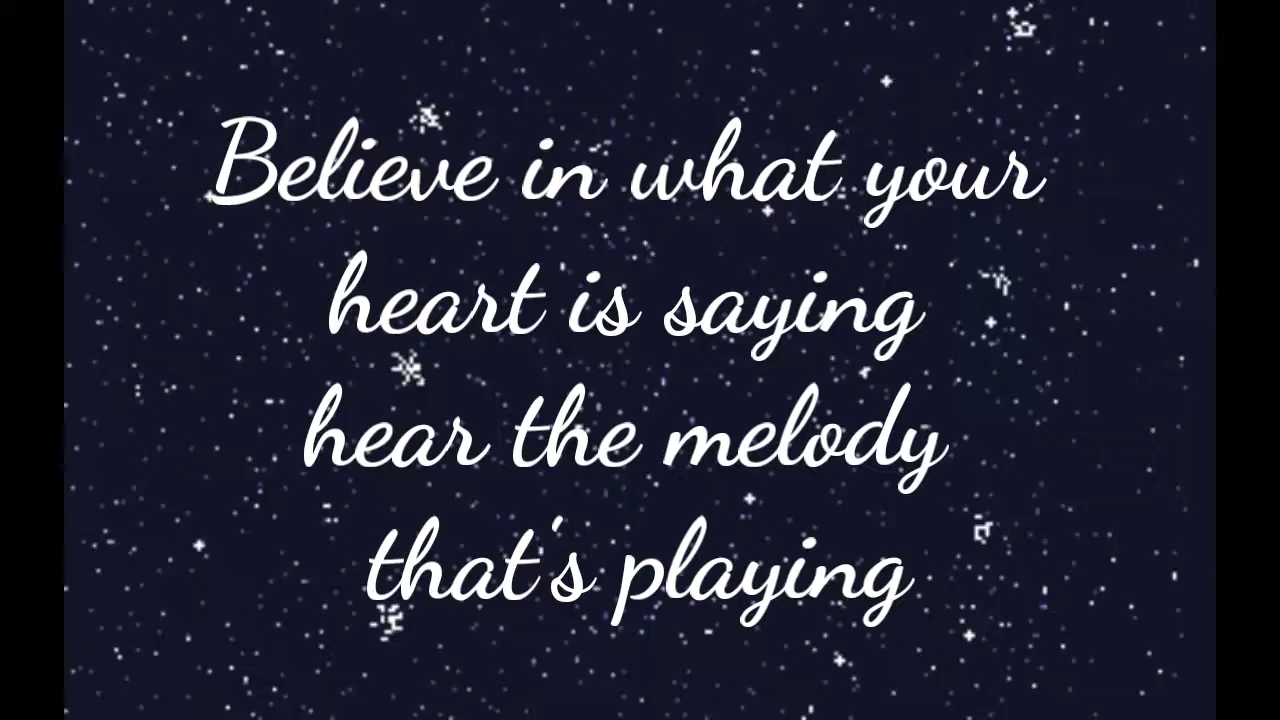 Believe in what your
heart is saying
hear the melody
that's playing